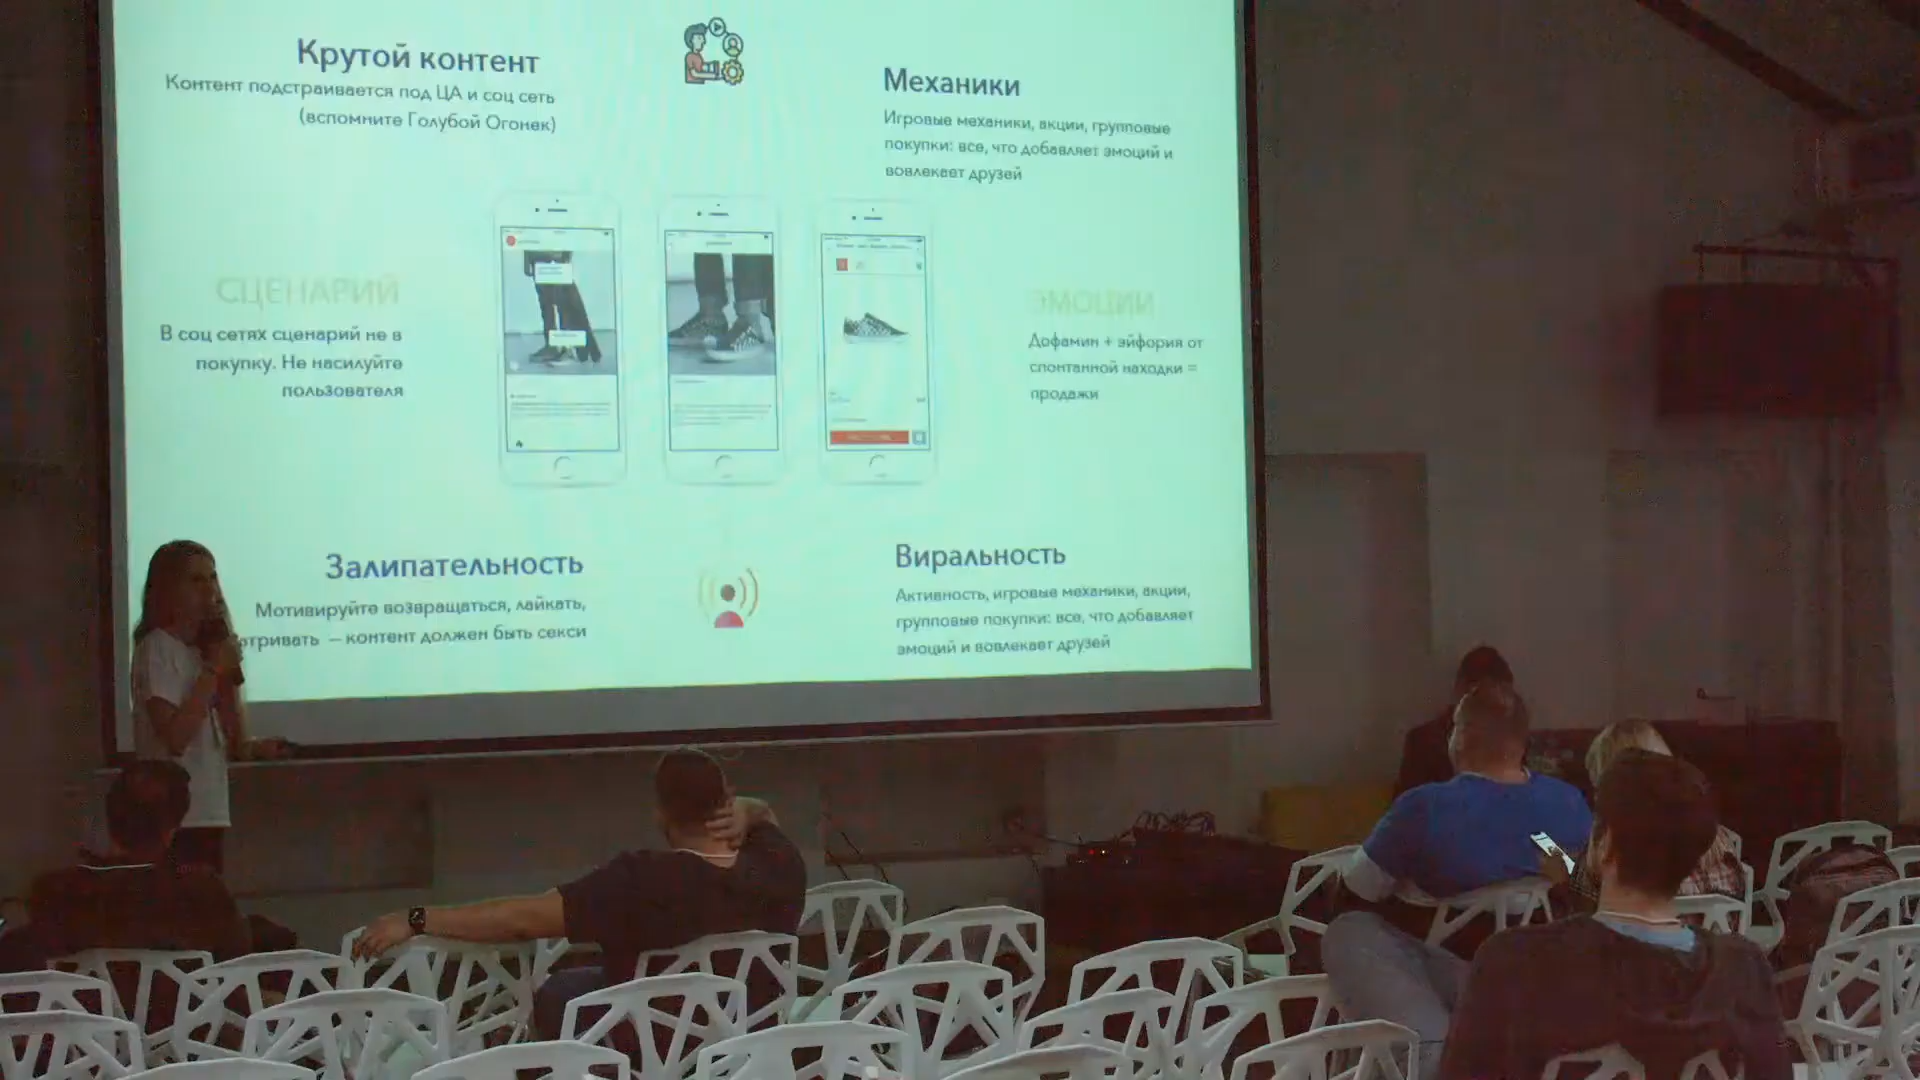 Крутой контент
Контент подстраивается под ЦА и соц сеть
(вспомните Голубой Огонек)
Механики
Игровые механики, акции, групповые
покупки: все, что добавляет эмоций и
вовлекает друзей
СЦЕНАРИЙ
В соц сетях сценарий не в
покупку. Не насилуйте
пользователя
ЭМОЦИИ
Дофамин + эйфория от
спонтанной находки =
продажи
Залипательность
Мотивируйте возвращаться, лайкать,
атривать – контент должен быть секси
Виральность
Активность, игровые механики, акции,
групповые покупки: все, что добавляет
эмоций и вовлекает друзей